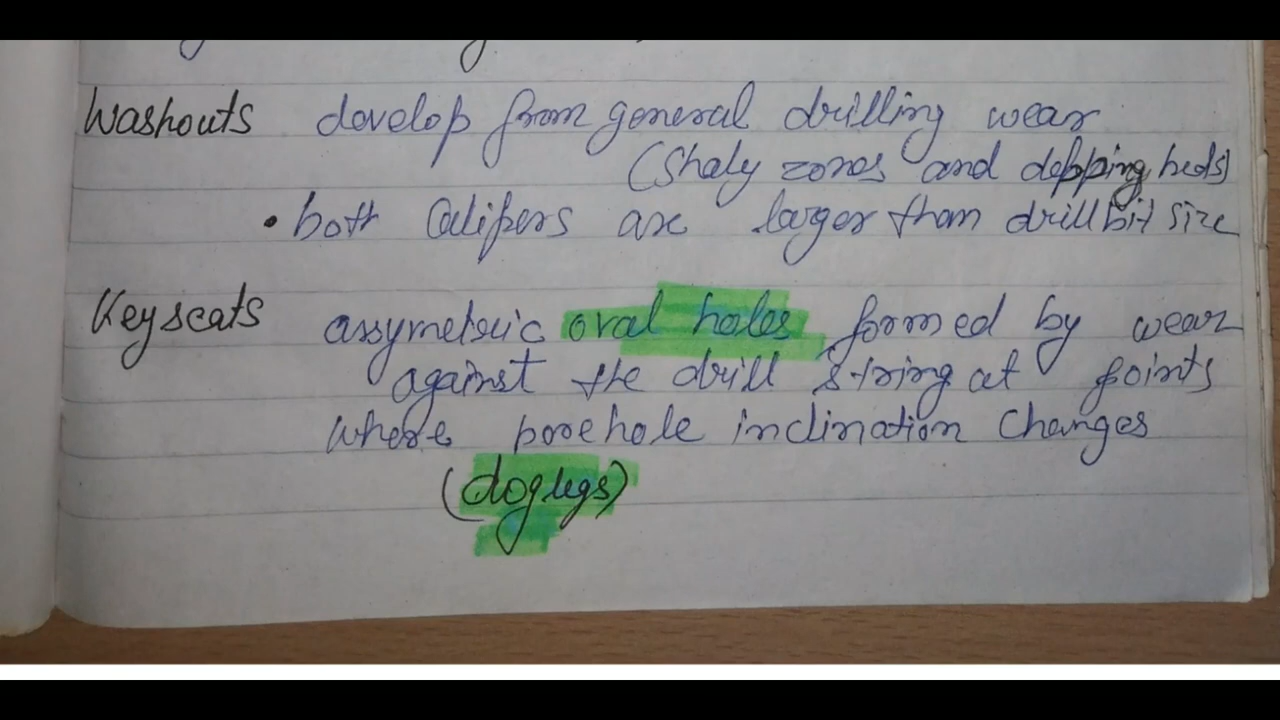 Washouts develop from general drilling wear
(Shaly zones and depping beds)
• both Calipers are larger than drill bit size
Keyseats assymetric oval holes formed by wear
against the drill string at points
where borehole inclination changes
(doglegs)